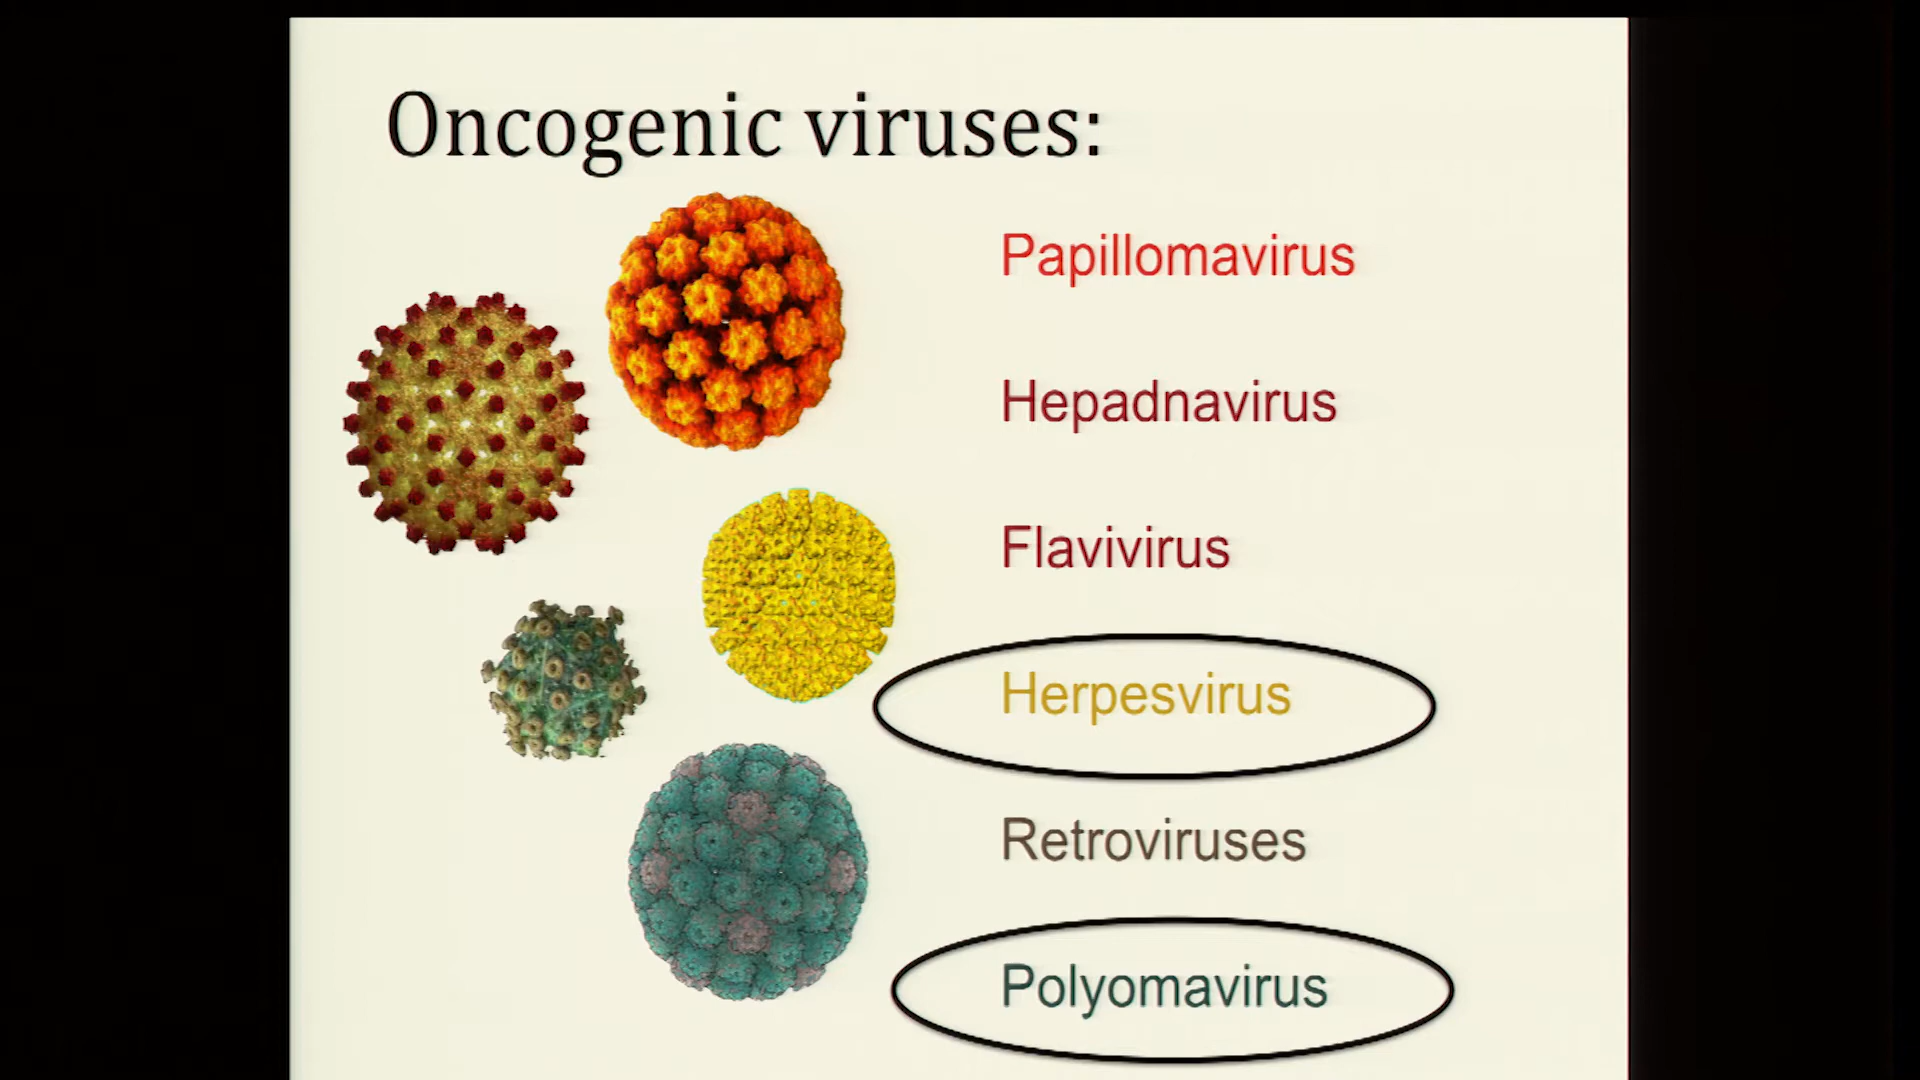 Oncogenic viruses:
Papillomavirus
Hepadnavirus
Flavivirus
Herpesvirus
Retroviruses
Polyomavirus